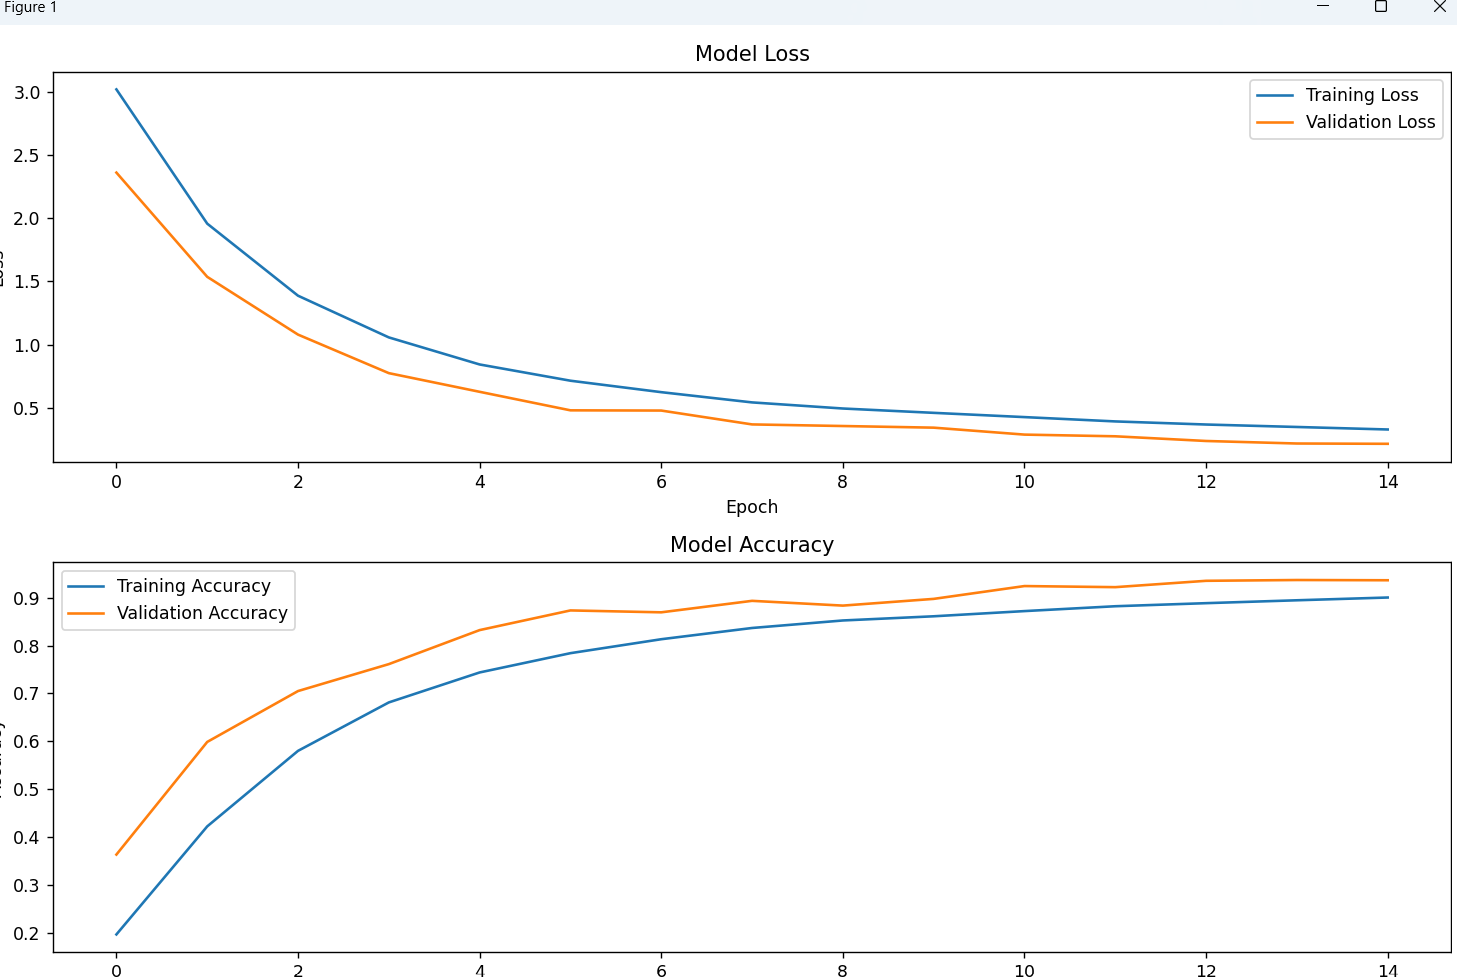 Figure 1
Model Loss
3.0
2.5
2.0
1.5
1.0
0.5
Training Loss
Validation Loss
0 2 4 6 8 10 12 14
Epoch
Model Accuracy
0.9
0.8
0.7
0.6
0.5
0.4
0.3
0.2
Training Accuracy
Validation Accuracy
0 2 4 6 8 10 12 14